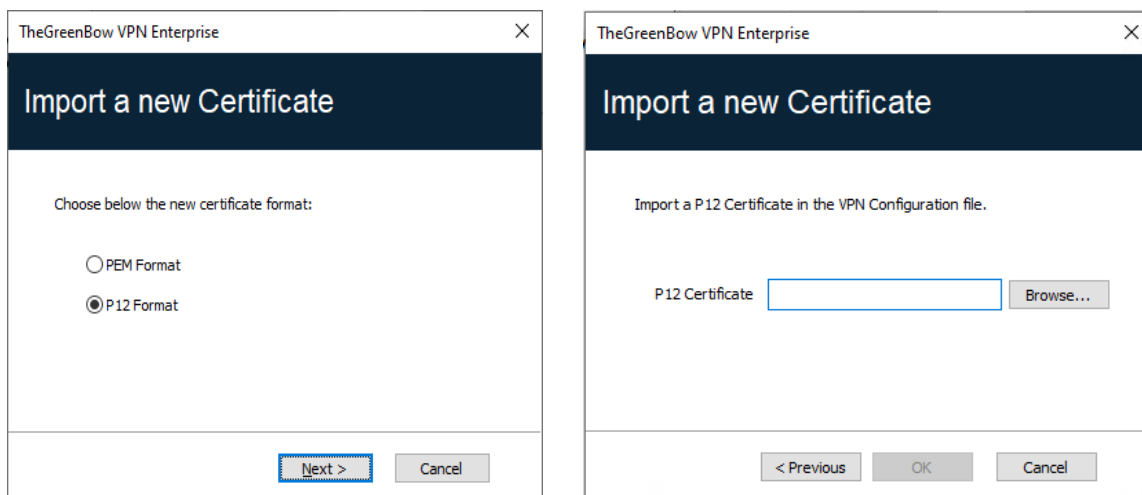 TheGreenBow VPN Enterprise
Import a new Certificate
Choose below the new certificate format:
PEM Format
P12 Format
Next >
Cancel
TheGreenBow VPN Enterprise
Import a new Certificate
Import a P12 Certificate in the VPN Configuration file.
P12 Certificate
Browse...
< Previous
OK
Cancel